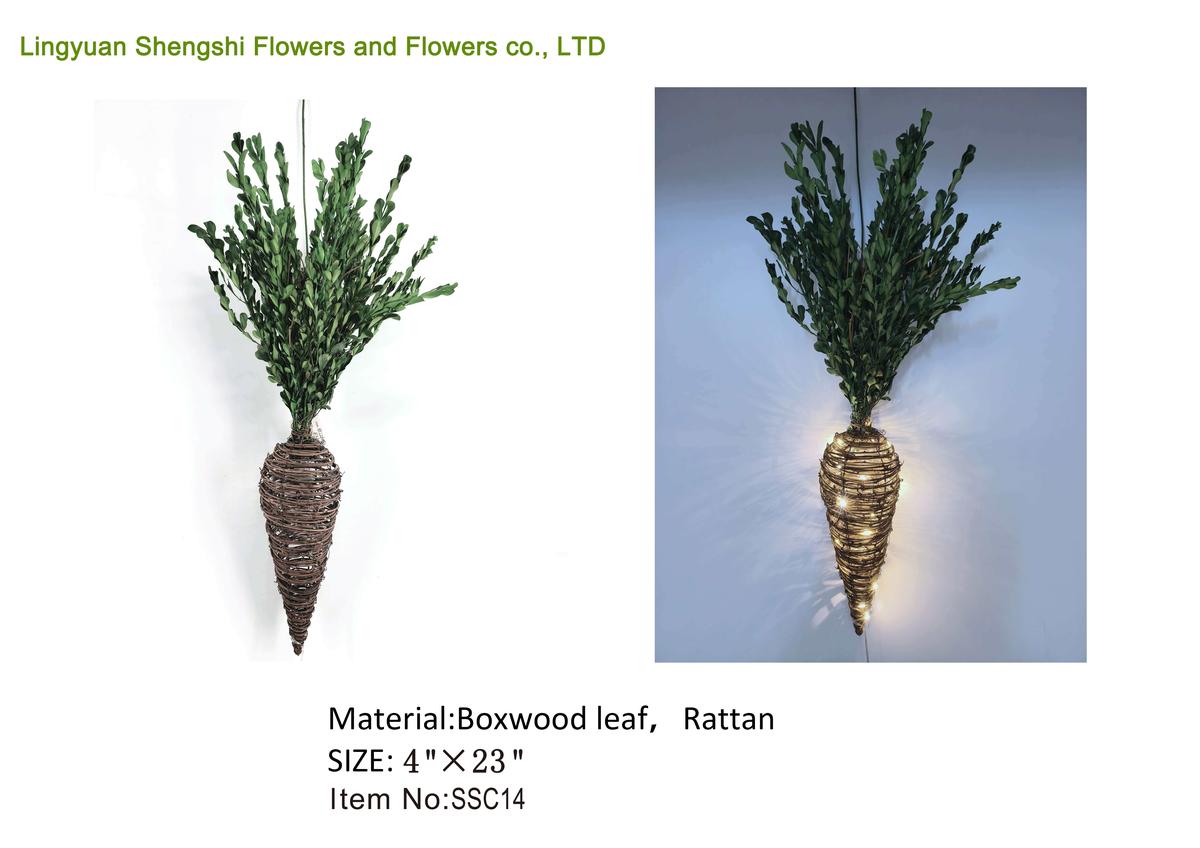 Lingyuan Shengshi Flowers and Flowers co., LTD
Material:Boxwood leaf， Rattan
SIZE: 4"×23"
Item No:SSC14